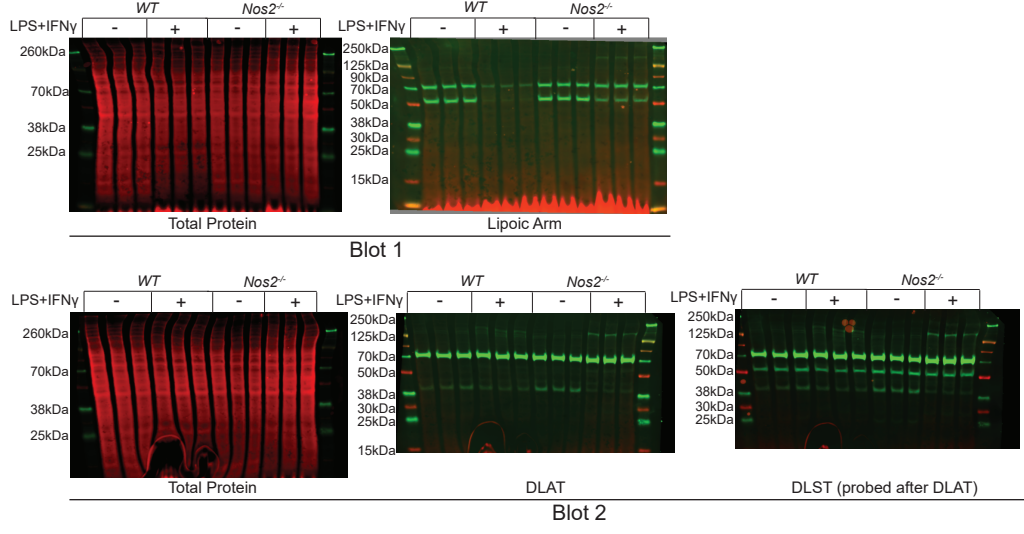 WT Nos2-/- WT Nos2-/-
LPS+IFNγ - + - + LPS+IFNγ - + - +
260kDa
70kDa
38kDa
25kDa
250kDa
125kDa
90kDa
70kDa
50kDa
38kDa
30kDa
25kDa
15kDa
Total Protein Lipoic Arm
Blot 1
WT Nos2-/- WT Nos2-/- WT Nos2-/-
LPS+IFNγ - + - + LPS+IFNγ - + - + LPS+IFNγ - + - +
260kDa
70kDa
38kDa
25kDa
250kDa
125kDa
70kDa
50kDa
38kDa
30kDa
25kDa
15kDa
250kDa
125kDa
70kDa
50kDa
38kDa
30kDa
25kDa
Total Protein DLAT DLST (probed after DLAT)
Blot 2